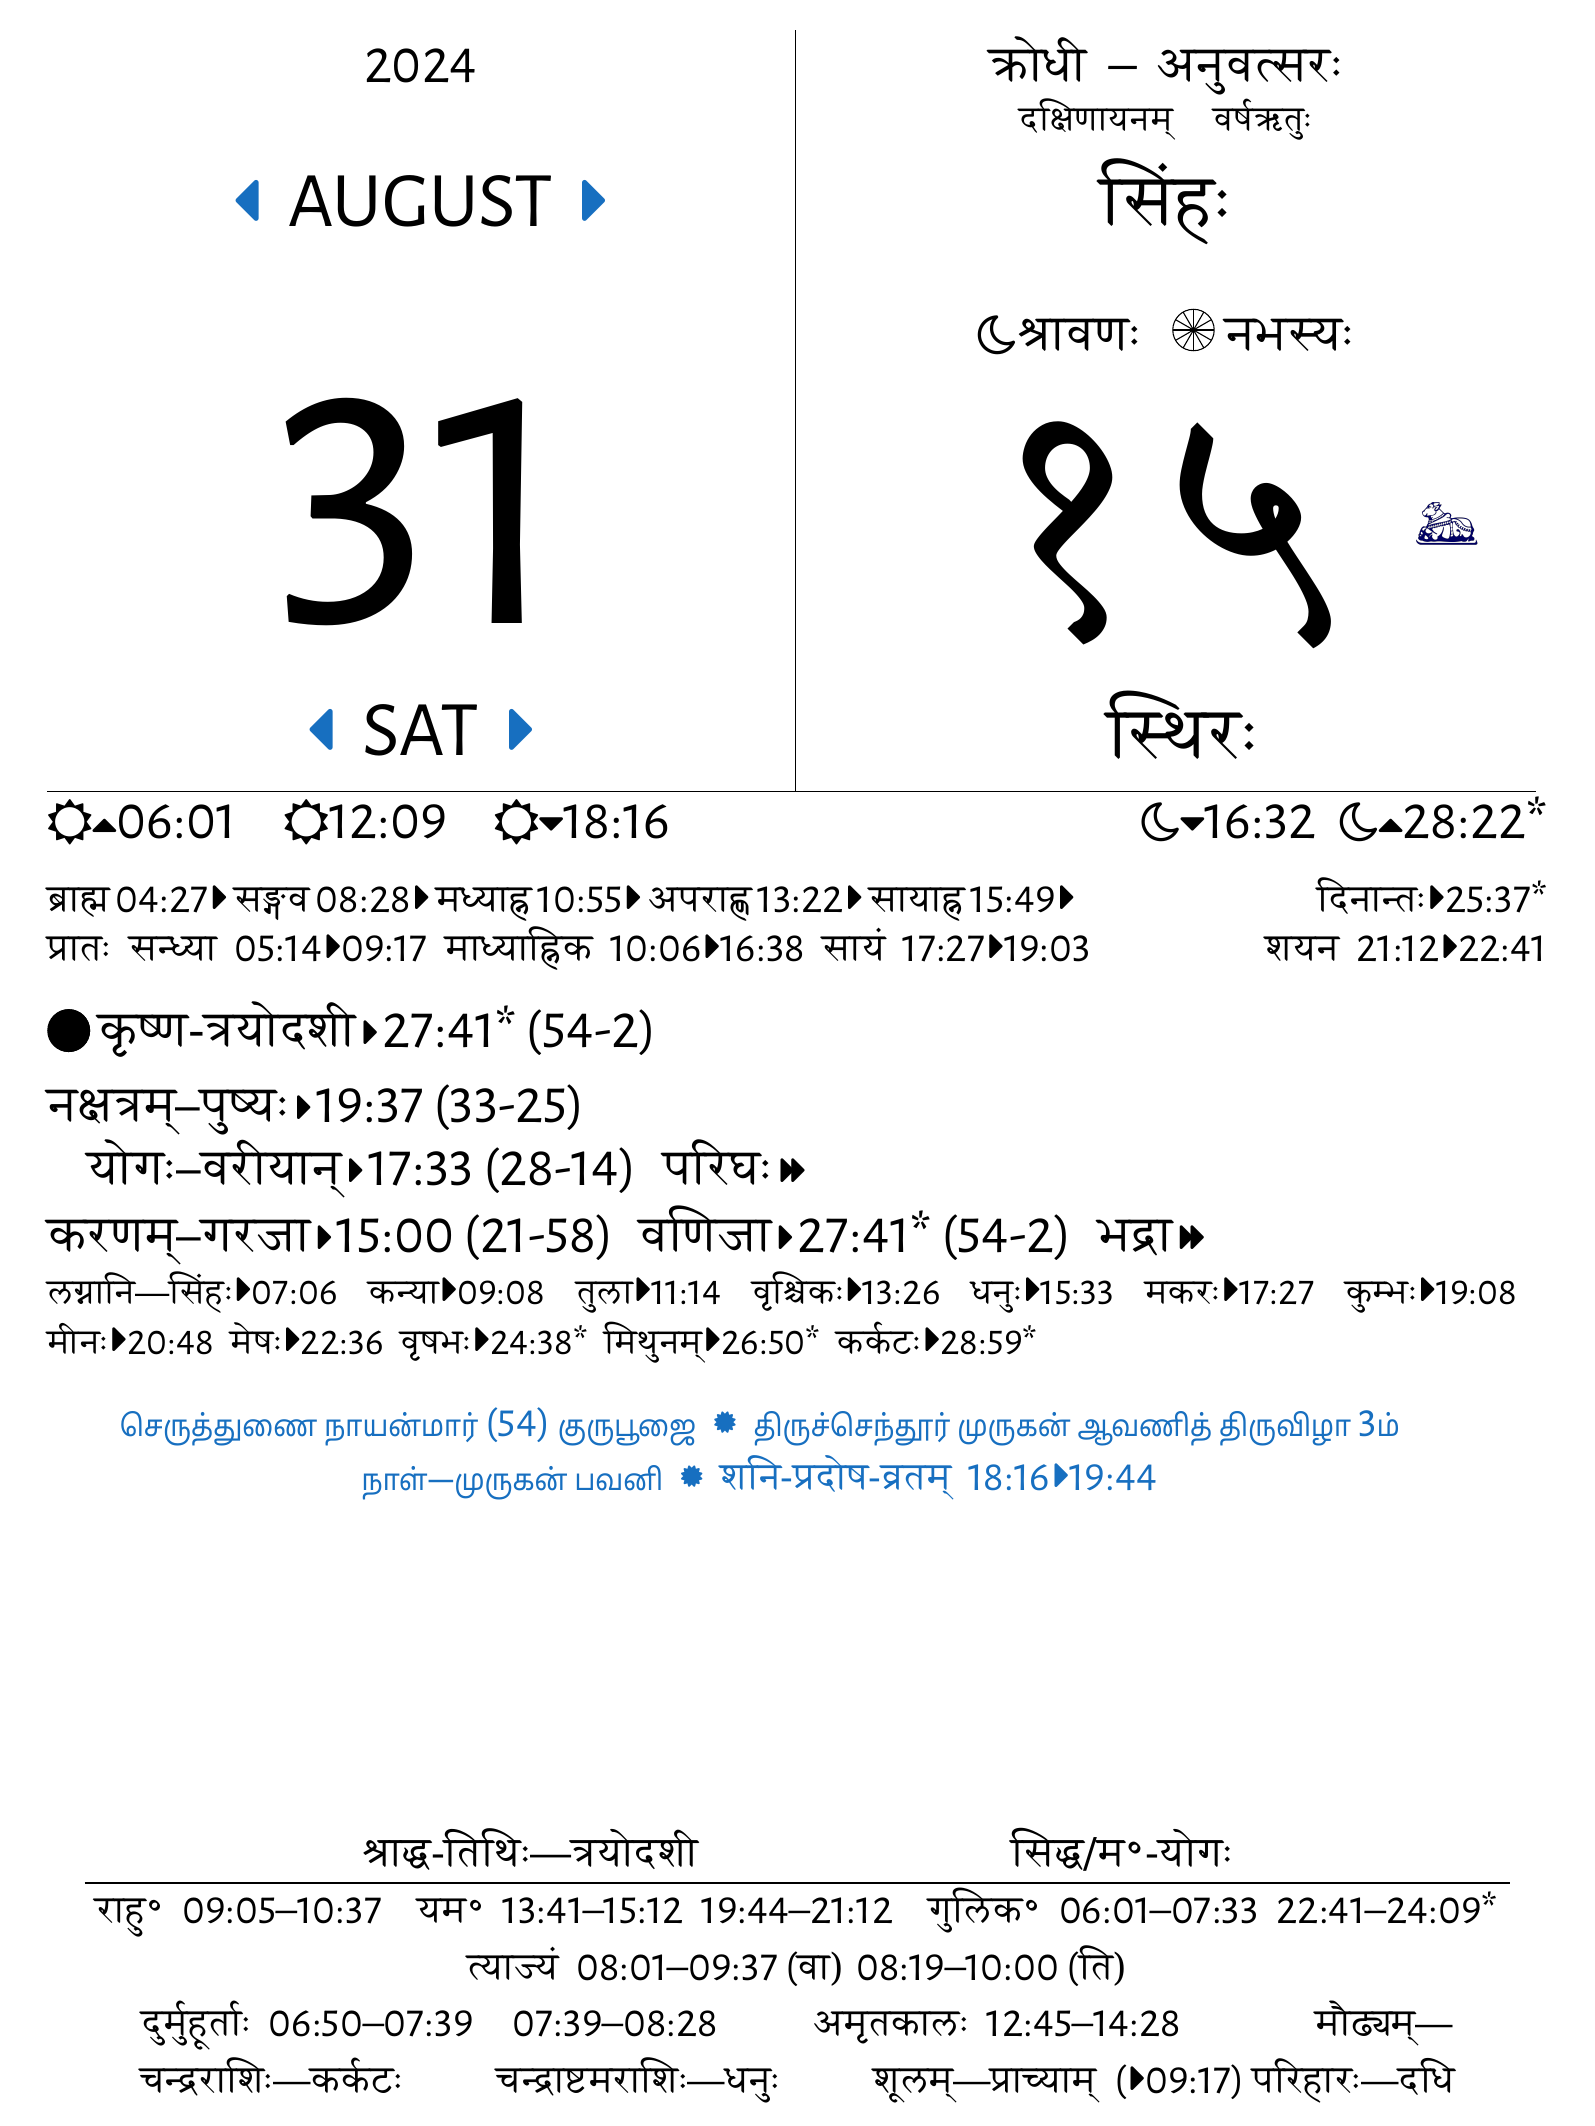 2024
AUGUST
31
SAT
क्रोधी – अनुवत्सरः
दक्षिणायनम् वर्षऋतुः
सिंहः
श्रावणः नभस्यः
१५
स्थिरः
06:01 12:09 18:16 16:32 28:22*
ब्राह्म 04:27 सङ्गव 08:28 मध्याह्न 10:55 अपराह्ण 13:22 सायाह्न 15:49 दिनान्तः 25:37*
प्रातः सन्ध्या 05:14 09:17 माध्याह्निक 10:06 16:38 सायं 17:27 19:03 शयन 21:12 22:41
कृष्ण-त्रयोदशी 27:41* (54-2)
नक्षत्रम्–पुष्यः 19:37 (33-25)
योगः–वरीयान् 17:33 (28-14) परिघः
करणम्–गरजा 15:00 (21-58) वणिजा 27:41* (54-2) भद्रा
लग्नानि—सिंहः 07:06 कन्या 09:08 तुला 11:14 वृश्चिकः 13:26 धनुः 15:33 मकरः 17:27 कुम्भः 19:08
मीनः 20:48 मेषः 22:36 वृषभः 24:38* मिथुनम् 26:50* कर्कटः 28:59*
செருத்துணை நாயன்மார் (54) குருபூஜை ✹ திருச்செந்தூர் முருகன் ஆவணித் திருவிழா 3ம்
நாள்–முருகன் பவனி ✹ शनि-प्रदोष-व्रतम् 18:16 19:44
श्राद्ध-तिथिः—त्रयोदशी सिद्ध/म॰-योगः
राहु॰ 09:05–10:37 यम॰ 13:41–15:12 19:44–21:12 गुलिक॰ 06:01–07:33 22:41–24:09*
त्याज्यं 08:01–09:37 (वा) 08:19–10:00 (ति)
दुर्मुहूर्ताः 06:50–07:39 07:39–08:28 अमृतकालः 12:45–14:28 मौढ्यम्—
चन्द्रराशिः—कर्कटः चन्द्राष्टमराशिः—धनुः शूलम्—प्राच्याम् (09:17) परिहारः—दधि